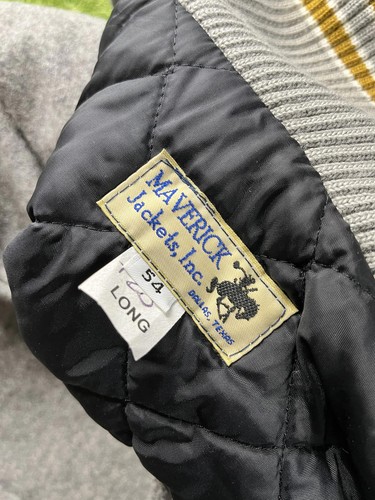 MAVERICK
Jackets, Inc.
DALLAS, TEXAS
54
LONG